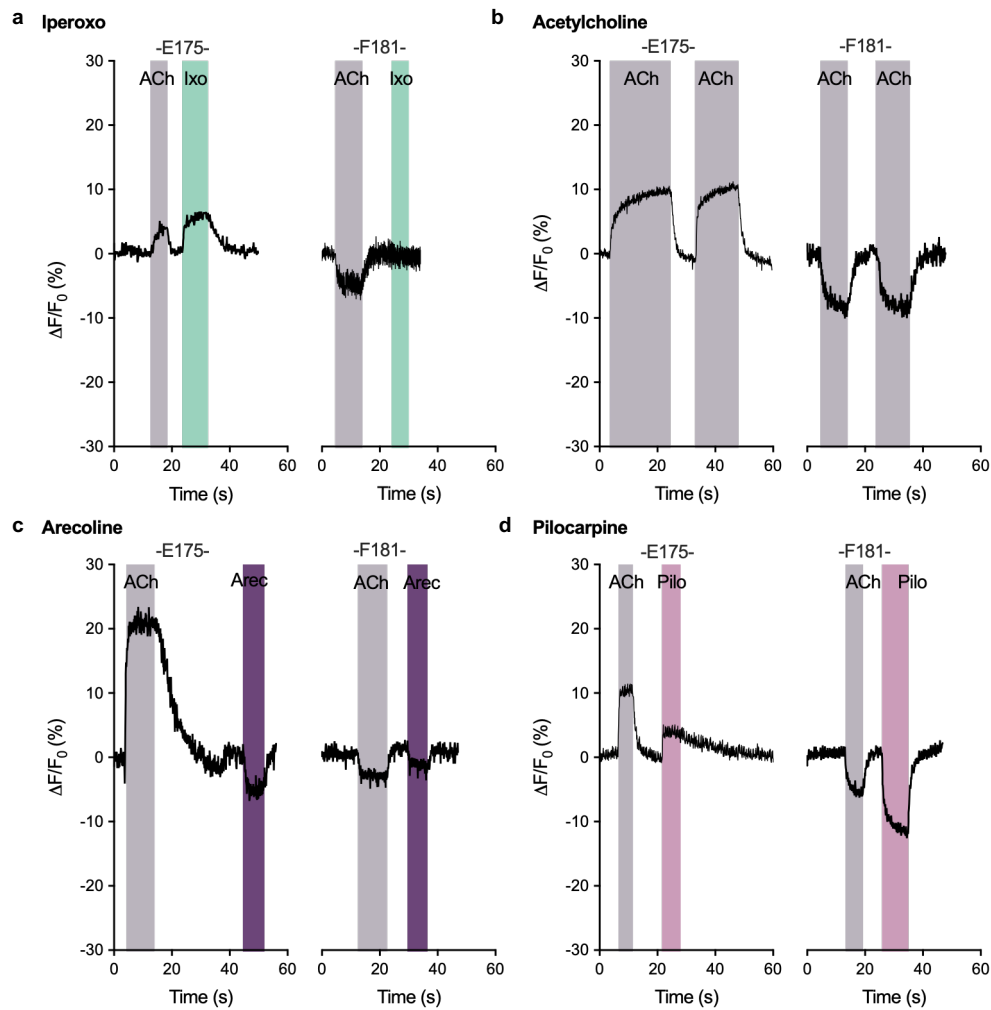 a Iperoxo
-E175- -F181-
ACh Ixo ACh Ixo
30
20
10
0
-10
-20
-30
ΔF/F0 (%)
0 20 40 60 0 20 40 60
Time (s) Time (s)
b Acetylcholine
-E175- -F181-
ACh ACh ACh ACh
30
20
10
0
-10
-20
-30
ΔF/F0 (%)
0 20 40 60 0 20 40 60
Time (s) Time (s)
c Arecoline
-E175- -F181-
ACh Arec ACh Arec
30
20
10
0
-10
-20
-30
ΔF/F0 (%)
0 20 40 60 0 20 40 60
Time (s) Time (s)
d Pilocarpine
-E175- -F181-
ACh Pilo ACh Pilo
30
20
10
0
-10
-20
-30
ΔF/F0 (%)
0 20 40 60 0 20 40 60
Time (s) Time (s)